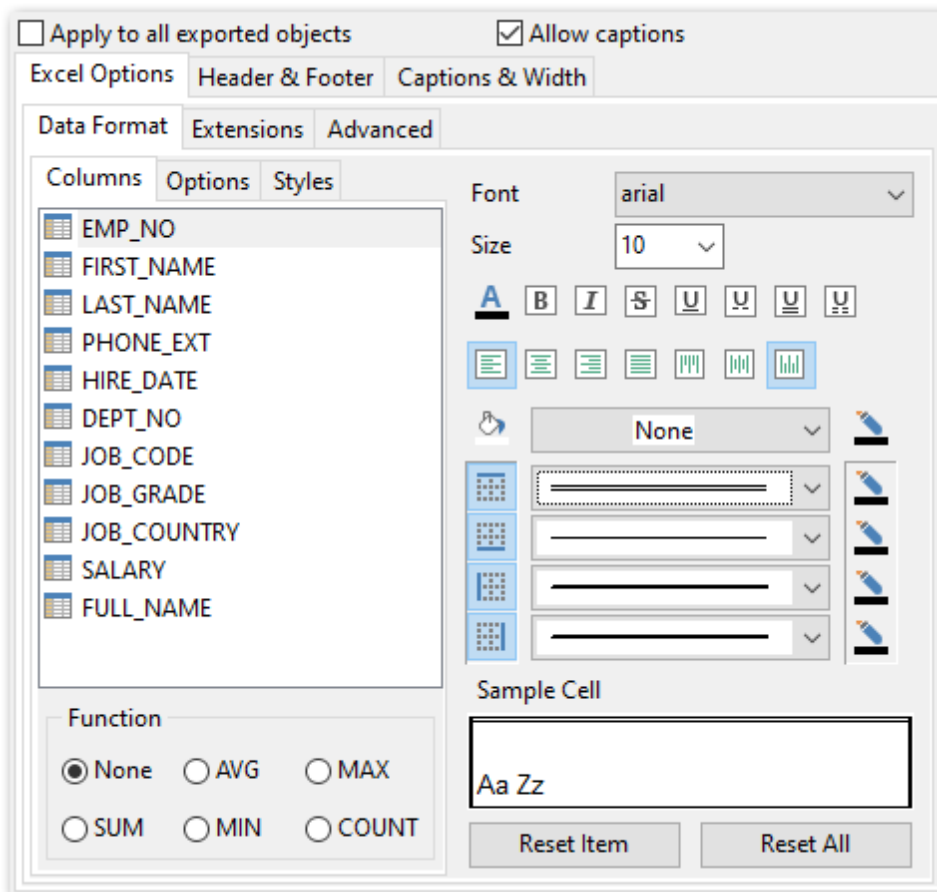 Apply to all exported objects Allow captions
Excel Options Header & Footer Captions & Width
Data Format Extensions Advanced
Columns Options Styles
EMP_NO
FIRST_NAME
LAST_NAME
PHONE_EXT
HIRE_DATE
DEPT_NO
JOB_CODE
JOB_GRADE
JOB_COUNTRY
SALARY
FULL_NAME
Function
None AVG MAX
SUM MIN COUNT
Font arial
Size 10
A B I S U U U U
None
Sample Cell
Aa Zz
Reset Item Reset All